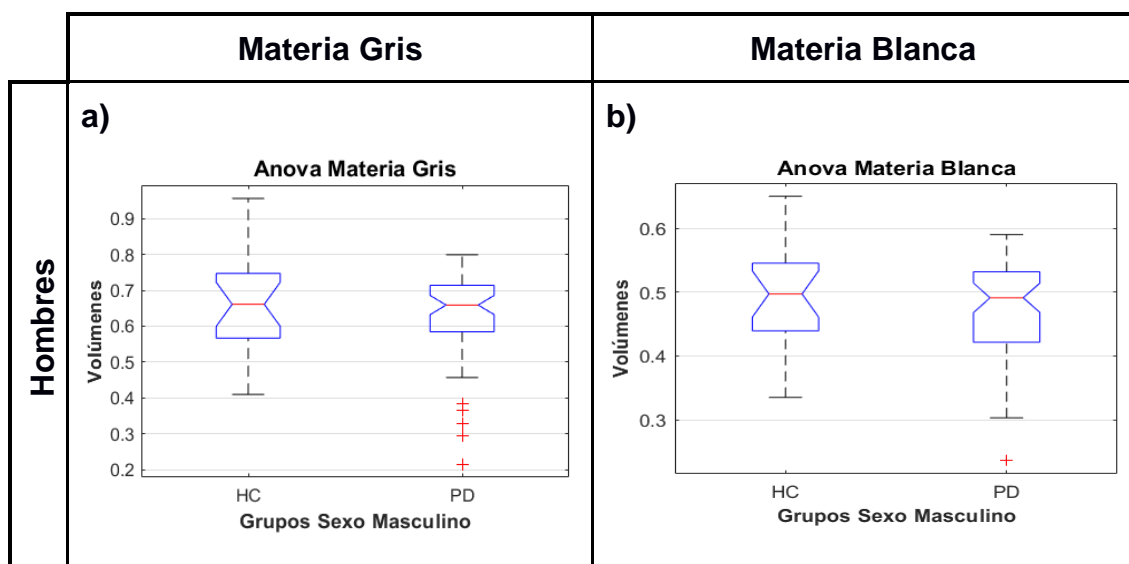 Materia Gris
Materia Blanca
Hombres
a)
Anova Materia Gris
Volúmenes
0.9
0.8
0.7
0.6
0.5
0.4
0.3
0.2
HC
PD
Grupos Sexo Masculino
b)
Anova Materia Blanca
Volúmenes
0.6
0.5
0.4
0.3
HC
PD
Grupos Sexo Masculino